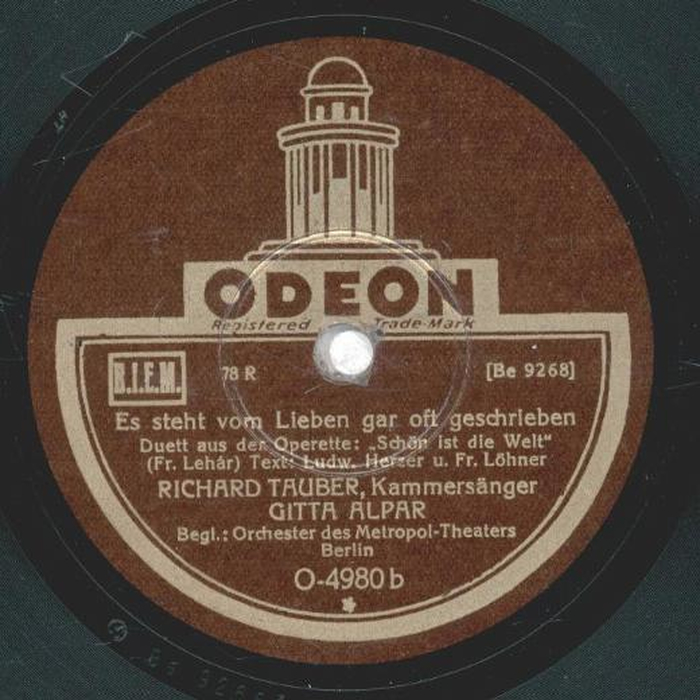 ODEON
Registered Trade-Mark
B.I.E.M. 78 R [Be 9268]
Es steht vom Lieben gar oft geschrieben
Duett aus der Operette: „Schön ist die Welt"
(Fr. Lehár) Text: Ludw. Herzer u. Fr. Löhner
RICHARD TAUBER, Kammersänger
GITTA ALPAR
Begl.: Orchester des Metropol-Theaters
Berlin
O-4980 b